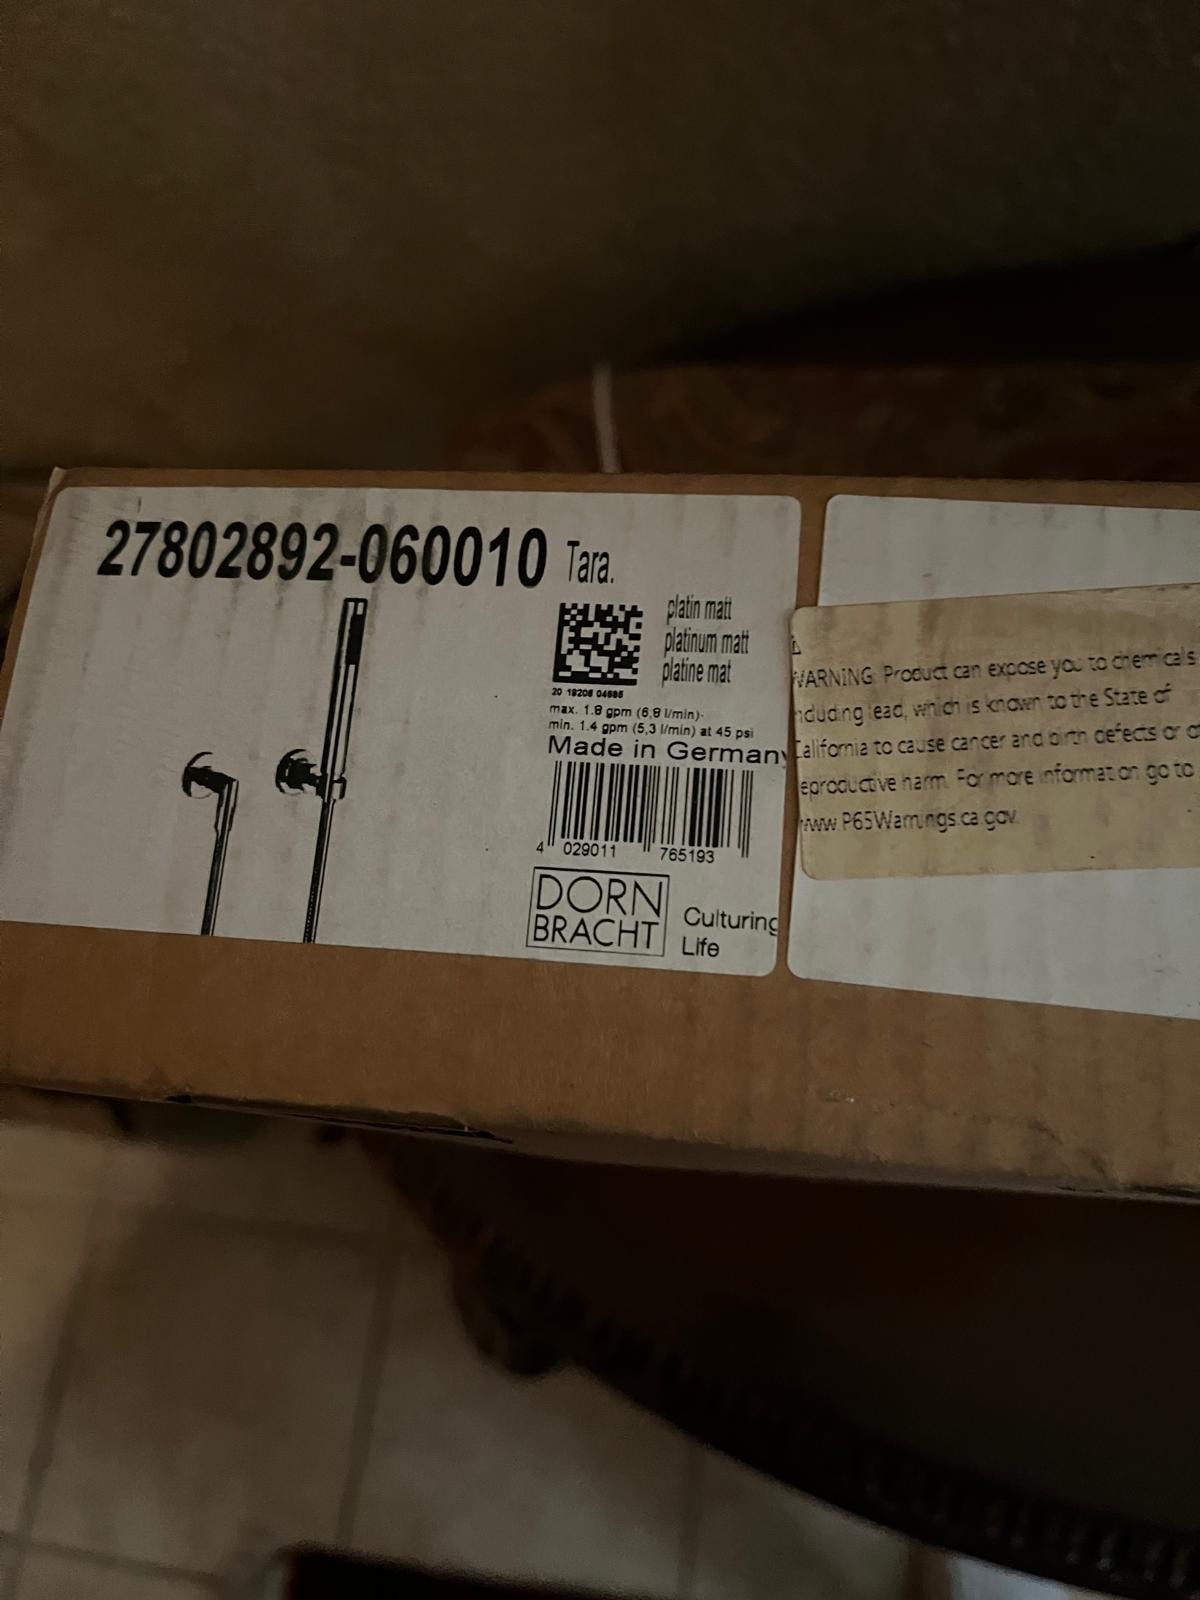 27802892-060010 Tara.
platin matt
platinum matt
platine mat
20 19206 04685
max. 1.8 gpm (6,8 l/min)-
min. 1.4 gpm (5,3 l/min) at 45 psi
Made in Germany
4 029011 765193
DORN
BRACHT
Culturing
Life
WARNING: Product can expose you to chemicals
including lead, which is known to the State of
California to cause cancer and birth defects or
reproductive harm. For more information go to
www.P65Warnings.ca.gov.